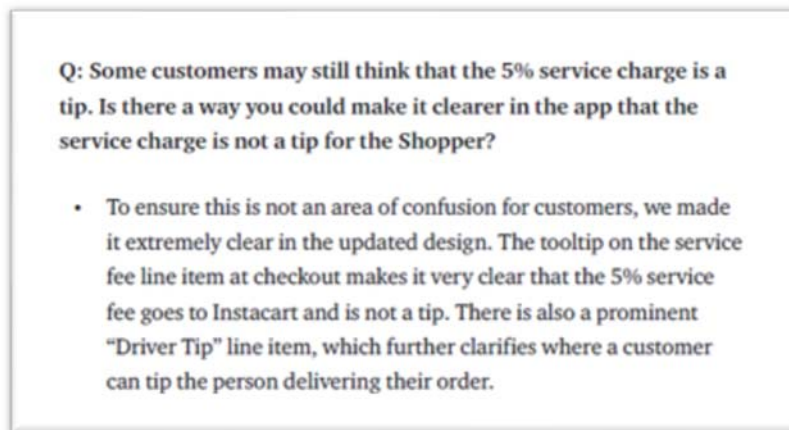 Q: Some customers may still think that the 5% service charge is a
tip. Is there a way you could make it clearer in the app that the
service charge is not a tip for the Shopper?
• To ensure this is not an area of confusion for customers, we made
it extremely clear in the updated design. The tooltip on the service
fee line item at checkout makes it very clear that the 5% service
fee goes to Instacart and is not a tip. There is also a prominent
“Driver Tip” line item, which further clarifies where a customer
can tip the person delivering their order.